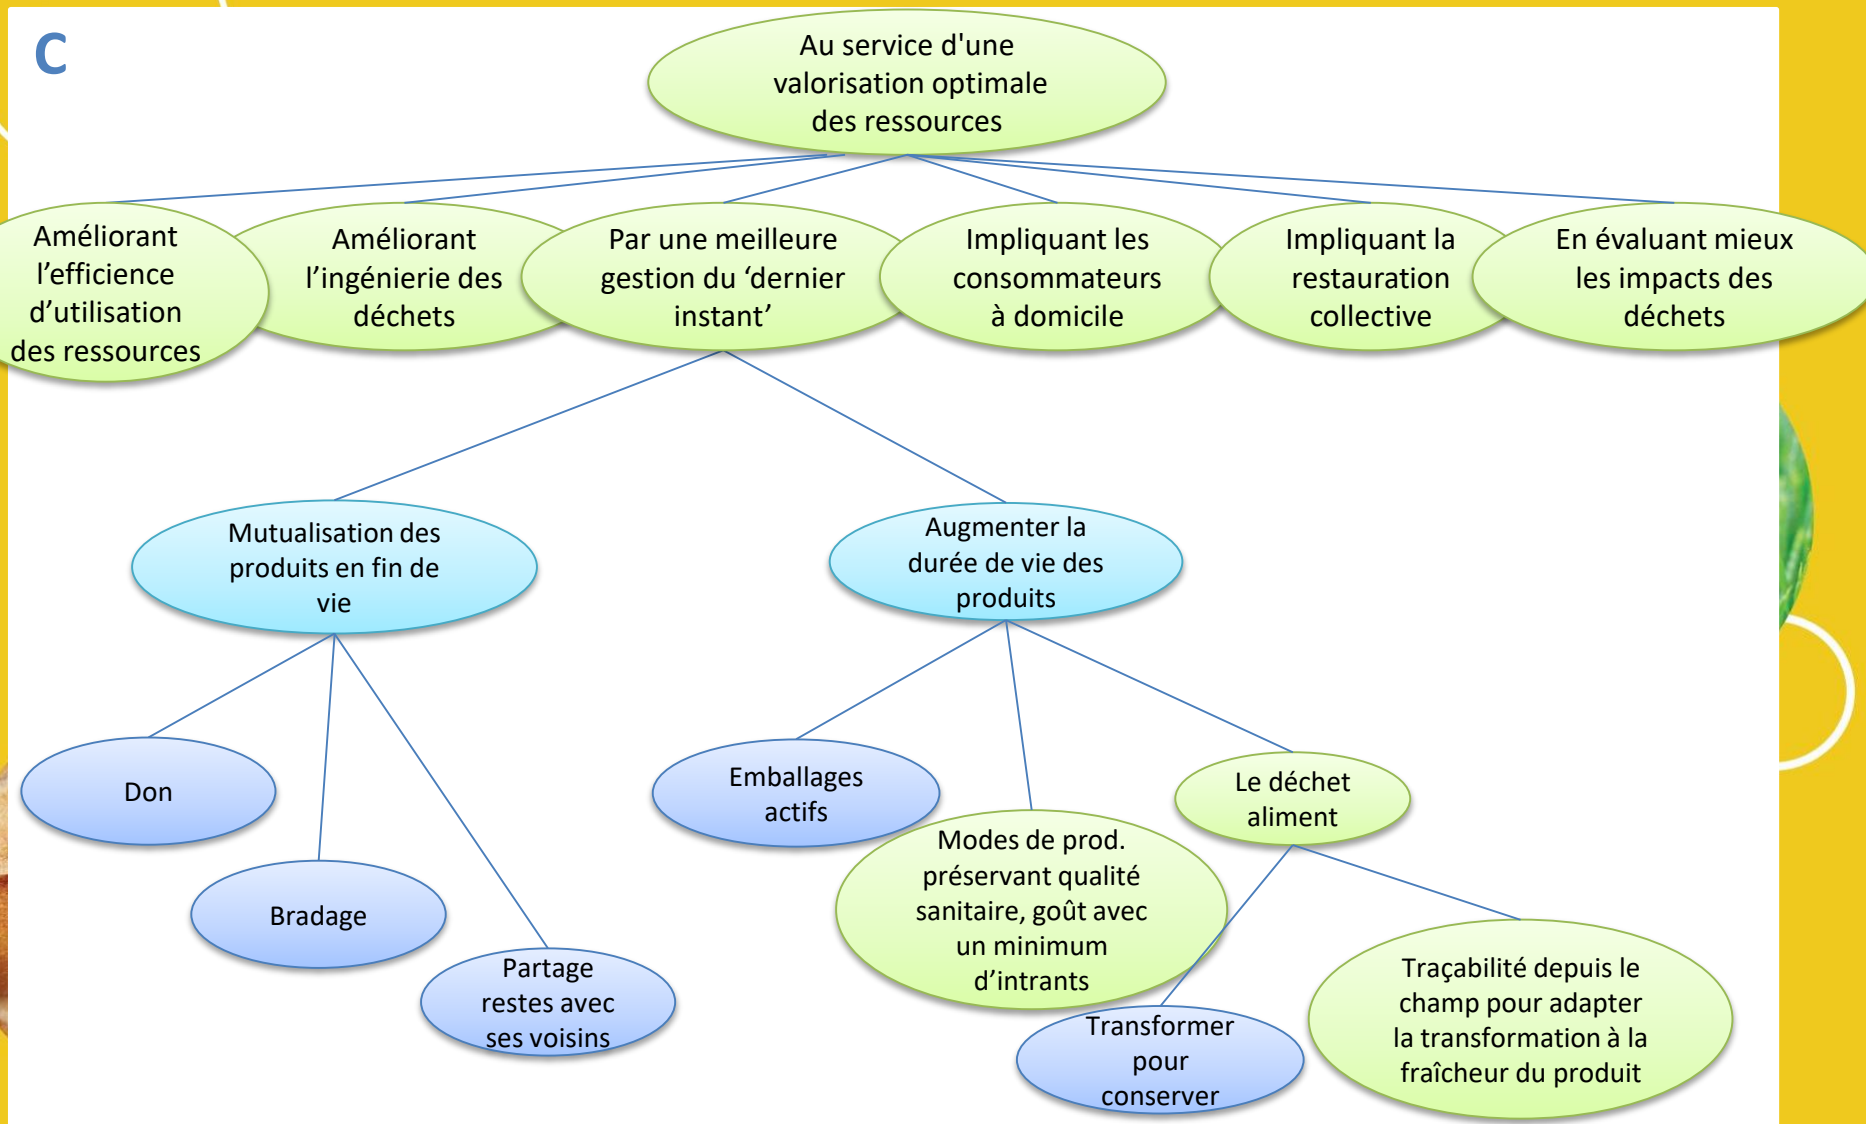 C
Au service d'une
valorisation optimale
des ressources
Améliorant
l’efficience
d’utilisation
des ressources
Améliorant
l’ingénierie des
déchets
Par une meilleure
gestion du ‘dernier
instant’
Impliquant les
consommateurs
à domicile
Impliquant la
restauration
collective
En évaluant mieux
les impacts des
déchets
Mutualisation des
produits en fin de
vie
Augmenter la
durée de vie des
produits
Don
Bradage
Partage
restes avec
ses voisins
Emballages
actifs
Modes de prod.
préservant qualité
sanitaire, goût avec
un minimum
d’intrants
Le déchet
aliment
Transformer
pour
conserver
Traçabilité depuis le
champ pour adapter
la transformation à la
fraîcheur du produit